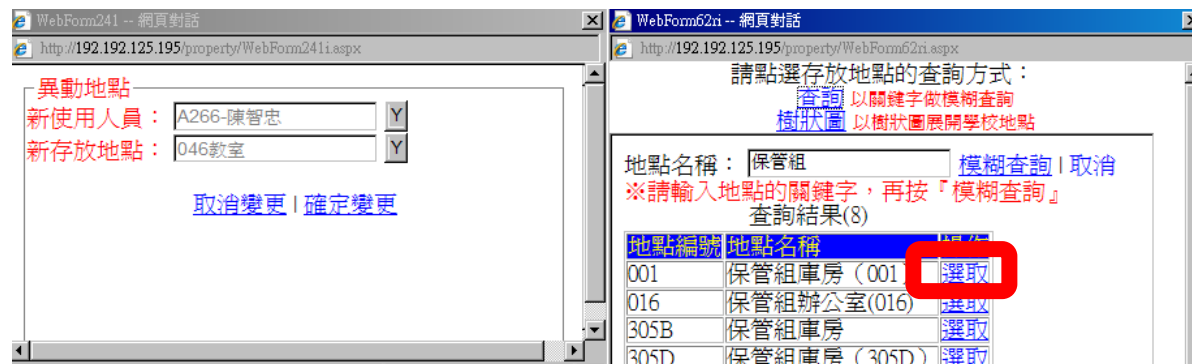 WebForm241 -- 網頁對話
http://192.192.125.195/property/WebForm241i.aspx
異動地點
新使用人員： A266-陳智忠 Y
新存放地點： 046教室 Y
取消變更 | 確定變更
WebForm62ri -- 網頁對話
http://192.192.125.195/property/WebForm62ri.aspx
請點選存放地點的查詢方式：
查詢 以關鍵字做模糊查詢
樹狀圖 以樹狀圖展開學校地點
地點名稱： 保管組 模糊查詢 | 取消
※請輸入地點的關鍵字，再按『模糊查詢』
查詢結果(8)
地點編號 地點名稱 操作
001 保管組庫房（001） 選取
016 保管組辦公室(016) 選取
305B 保管組庫房 選取
305D 保管組庫房（305D） 選取